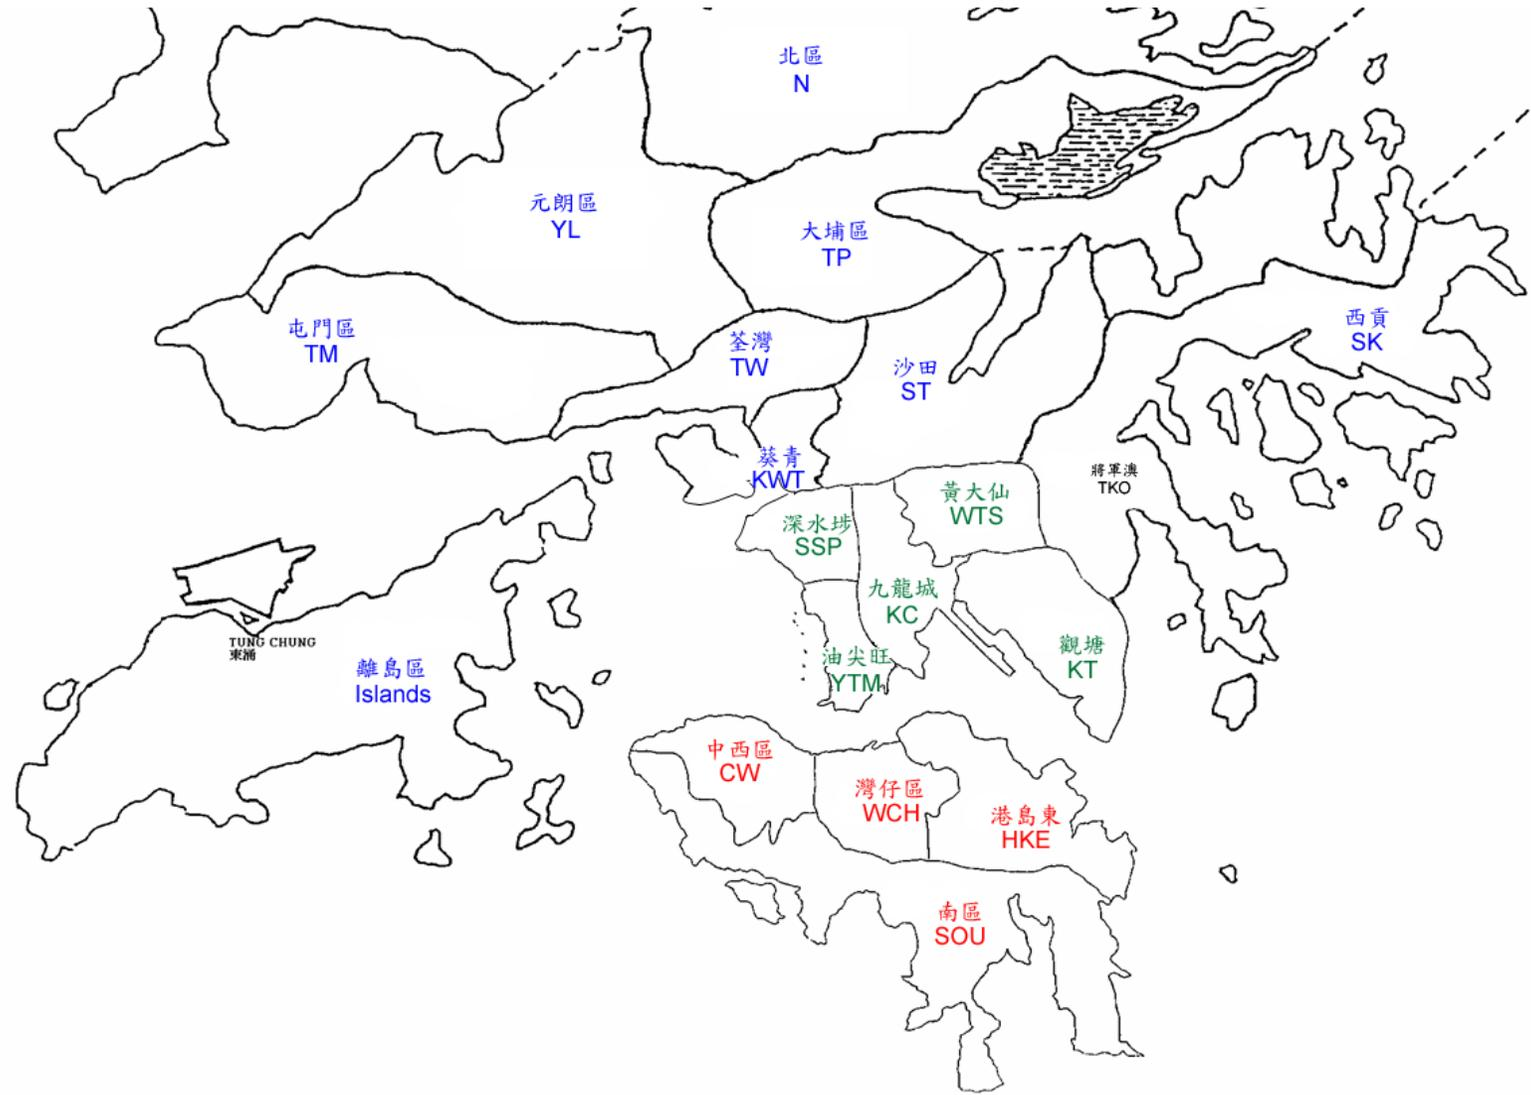 北區
N
元朗區
YL
大埔區
TP
屯門區
TM
荃灣
TW
沙田
ST
西貢
SK
葵青
KWT
將軍澳
TKO
黃大仙
WTS
深水埗
SSP
九龍城
KC
TUNG CHUNG
東涌
離島區
Islands
油尖旺
YTM
觀塘
KT
中西區
CW
灣仔區
WCH
港島東
HKE
南區
SOU